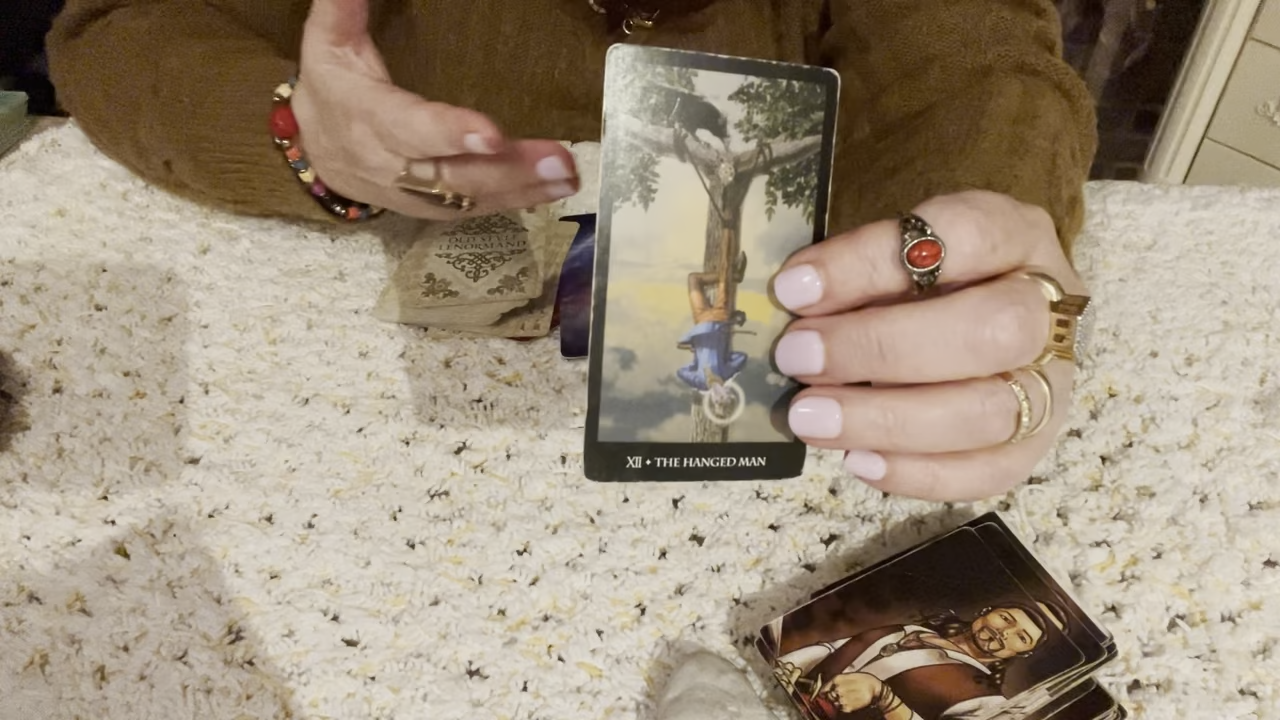 OLD STYLE
LENORMAND
XII • THE HANGED MAN